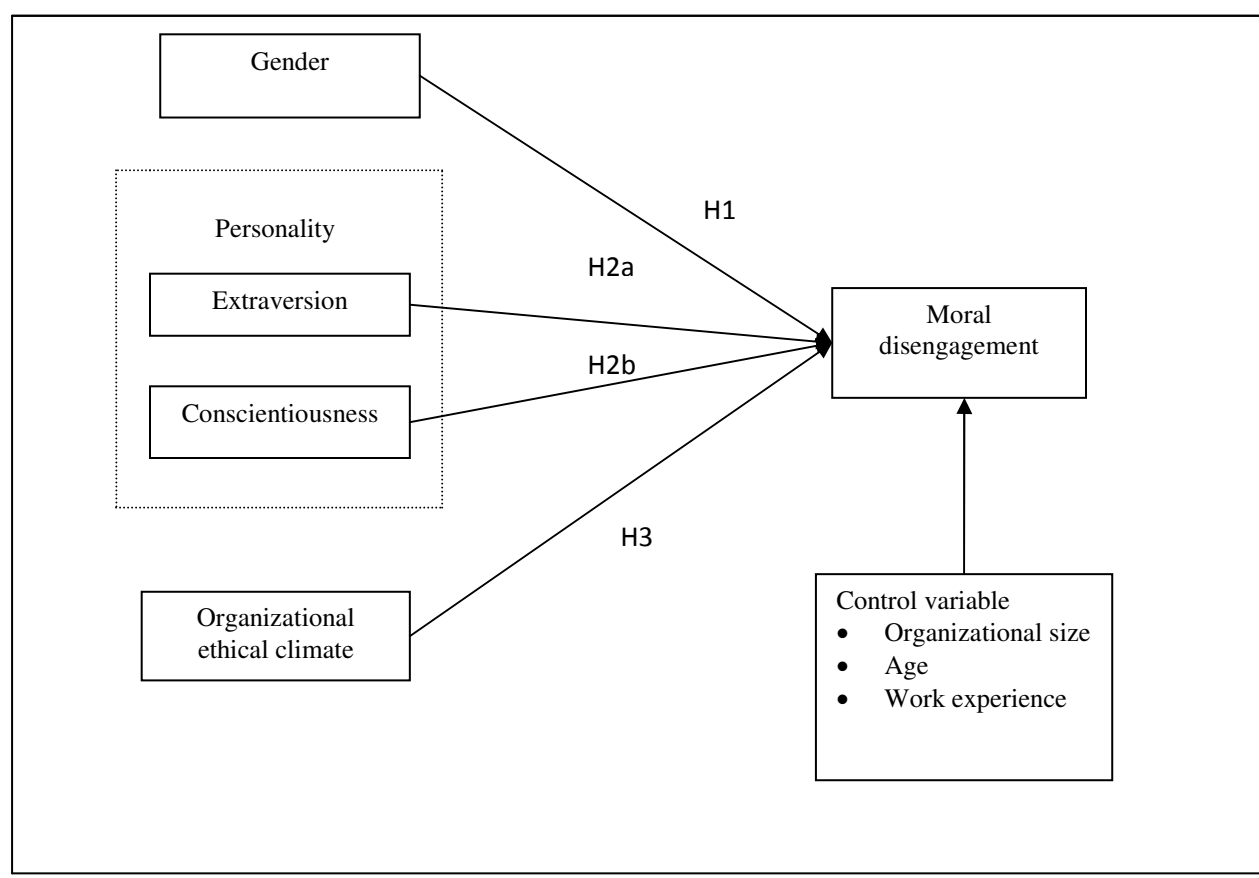 Gender
H1
Personality
H2a
Extraversion
Moral
disengagement
H2b
Conscientiousness
H3
Organizational
ethical climate
Control variable
• Organizational size
• Age
• Work experience